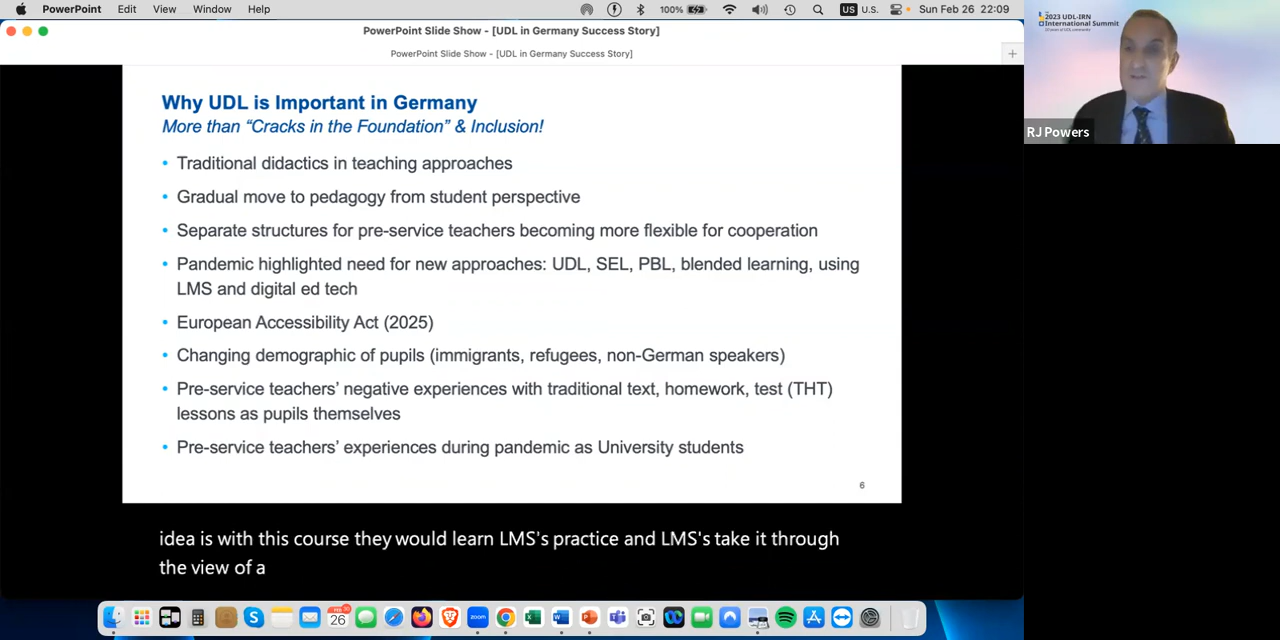 PowerPoint Edit View Window Help 100% US U.S. Sun Feb 26 22:09
PowerPoint Slide Show - [UDL in Germany Success Story]
PowerPoint Slide Show - [UDL in Germany Success Story]
2023 UDL-IRN
International Summit
RJ Powers
Why UDL is Important in Germany
More than “Cracks in the Foundation” & Inclusion!
• Traditional didactics in teaching approaches
• Gradual move to pedagogy from student perspective
• Separate structures for pre-service teachers becoming more flexible for cooperation
• Pandemic highlighted need for new approaches: UDL, SEL, PBL, blended learning, using
LMS and digital ed tech
• European Accessibility Act (2025)
• Changing demographic of pupils (immigrants, refugees, non-German speakers)
• Pre-service teachers’ negative experiences with traditional text, homework, test (THT)
lessons as pupils themselves
• Pre-service teachers’ experiences during pandemic as University students
6
idea is with this course they would learn LMS's practice and LMS's take it through
the view of a
26
zoom